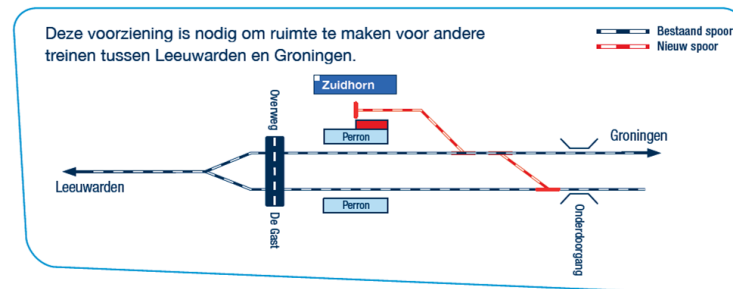 Deze voorziening is nodig om ruimte te maken voor andere
treinen tussen Leeuwarden en Groningen.
Bestaand spoor
Nieuw spoor
Zuidhorn
Overweg
Perron
Groningen
Leeuwarden
Perron
De Gast
Onderdoorgang